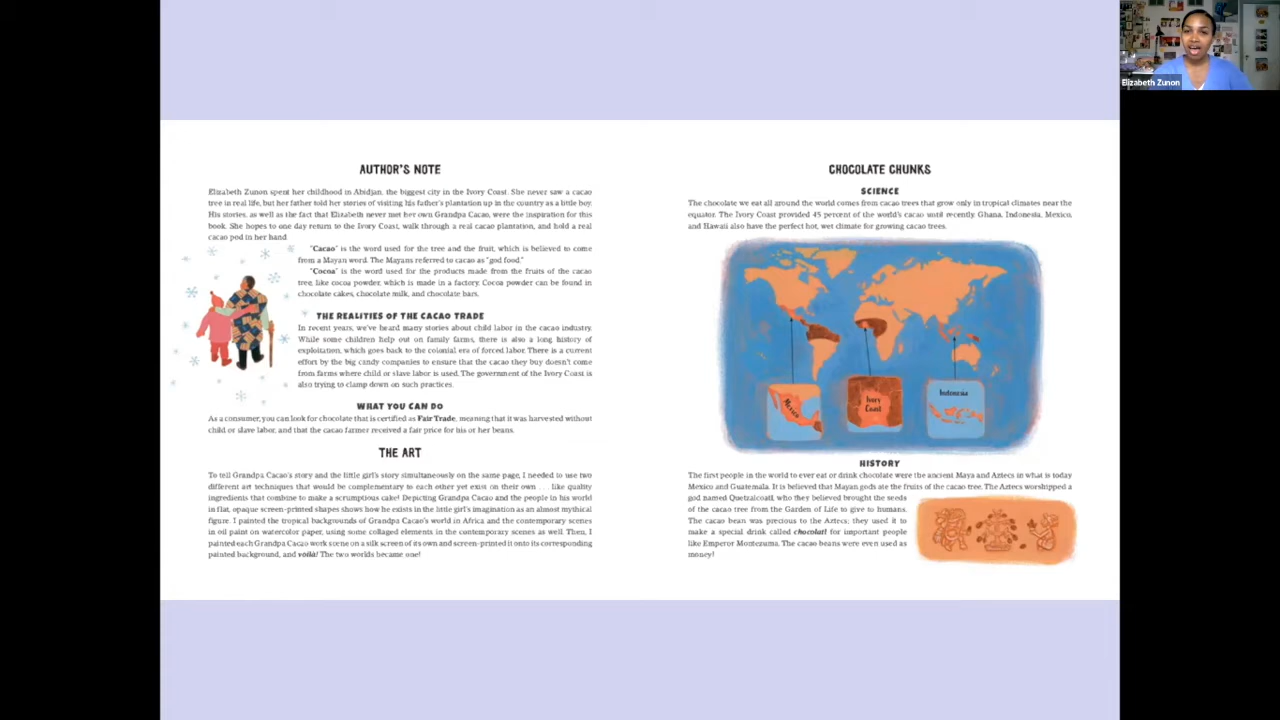 Elizabeth Zunon
AUTHOR'S NOTE
Elizabeth Zunon spent her childhood in Abidjan, the biggest city in the Ivory Coast. She never saw a cacao
tree in real life, but her father told her stories of visiting his father's plantation up in the country as a little boy.
His stories, as well as the fact that Elizabeth never met her own Grandpa Cacao, were the inspiration for this
book. She hopes to one day return to the Ivory Coast, walk through a real cacao plantation, and hold a real
cacao pod in her hand.
"Cacao" is the word used for the tree and the fruit, which is believed to come
from a Mayan word. The Mayans referred to cacao as "god food."
"Cocoa" is the word used for the products made from the fruits of the cacao
tree, like cocoa powder, which is made in a factory. Cocoa powder can be found in
chocolate cakes, chocolate milk, and chocolate bars.
THE REALITIES OF THE CACAO TRADE
In recent years, we've heard many stories about child labor in the cacao industry.
While some children help out on family farms, there is also a long history of
exploitation, which goes back to the colonial era of forced labor. There is a current
effort by the big candy companies to ensure that the cacao they buy doesn't come
from farms where child or slave labor is used. The government of the Ivory Coast is
also trying to clamp down on such practices.
WHAT YOU CAN DO
As a consumer, you can look for chocolate that is certified as Fair Trade, meaning that it was harvested without
child or slave labor, and that the cacao farmer received a fair price for his or her beans.
THE ART
To tell Grandpa Cacao's story and the little girl's story simultaneously on the same page, I needed to use two
different art techniques that would be complementary to each other yet exist on their own . . . like quality
ingredients that combine to make a scrumptious cake! Depicting Grandpa Cacao and the people in his world
in flat, opaque screen-printed shapes shows how he exists in the little girl's imagination as an almost mythical
figure. I painted the tropical backgrounds of Grandpa Cacao's world in Africa and the contemporary scenes
in oil paint on watercolor paper, using some collaged elements in the contemporary scenes as well. Then, I
painted each Grandpa Cacao work scene on a silk screen of its own and screen-printed it onto its corresponding
painted background, and voilà! The two worlds became one!
CHOCOLATE CHUNKS
SCIENCE
The chocolate we eat all around the world comes from cacao trees that grow only in tropical climates near the
equator. The Ivory Coast provided 45 percent of the world's cacao until recently. Ghana, Indonesia, Mexico,
and Hawaii also have the perfect hot, wet climate for growing cacao trees.
Mexico
Ivory
Coast
Indonesia
HISTORY
The first people in the world to ever eat or drink chocolate were the ancient Maya and Aztecs in what is today
Mexico and Guatemala. It is believed that Mayan gods ate the fruits of the cacao tree. The Aztecs worshipped a
god named Quetzalcoatl, who they believed brought the seeds
of the cacao tree from the Garden of Life to give to humans.
The cacao bean was precious to the Aztecs; they used it to
make a special drink called chocolatl for important people
like Emperor Montezuma. The cacao beans were even used as
money!